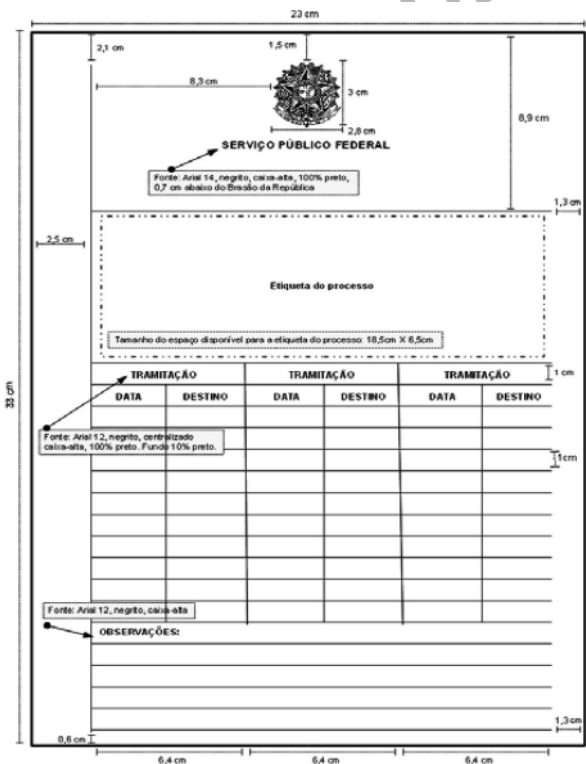 23 cm
2,1 cm
1,5 cm
8,3 cm
3 cm
2,8 cm
8,9 cm
SERVIÇO PÚBLICO FEDERAL
Fonte: Arial 14, negrito, caixa-alta, 100% preto,
0,7 cm abaixo do Brasão da República
1,3 cm
2,5 cm
Etiqueta do processo
Tamanho do espaço disponível para a etiqueta do processo: 18,5cm X 6,5cm
33 cm
TRAMITAÇÃO TRAMITAÇÃO TRAMITAÇÃO
1 cm
DATA DESTINO DATA DESTINO DATA DESTINO
Fonte: Arial 12, negrito, centralizado
caixa-alta, 100% preto. Fundo 10% preto.
1cm
Fonte: Arial 12, negrito, caixa-alta
OBSERVAÇÕES:
1,3cm
0,6 cm
6,4 cm 6,4 cm 6,4 cm